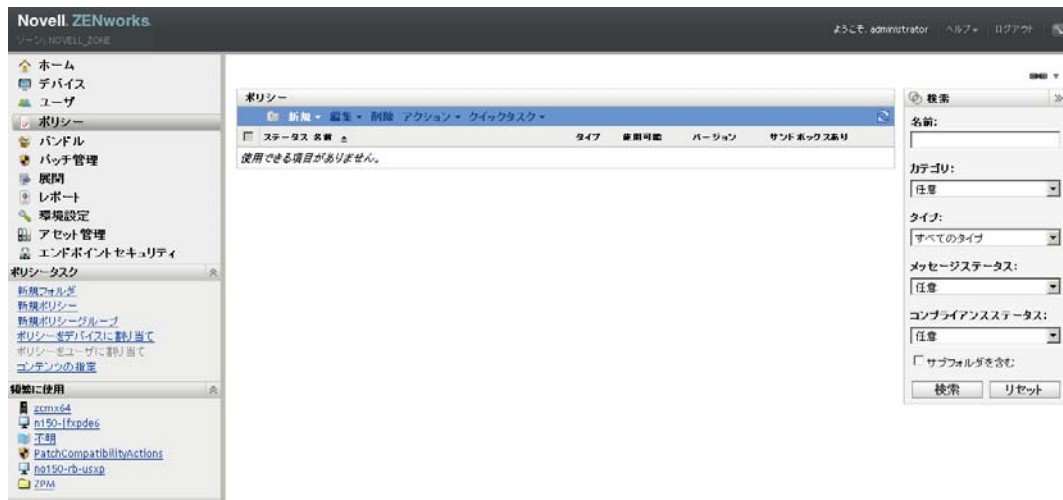 Novell ZENworks.
ゾーン: NOVELL_ZONE
ようこそ. administrator
ヘルプ
ログアウト
ホーム
デバイス
ユーザ
ポリシー
バンドル
パッチ管理
展開
レポート
環境設定
アセット管理
エンドポイントセキュリティ
ポリシータスク
新規フォルダ
新規ポリシー
新規ポリシーグループ
ポリシーをデバイスに割り当て
ポリシーをユーザに割り当て
コンテンツの指定
頻繁に使用
zcmx64
n150-jfxpde6
不明
PatchCompatibilityActions
no150-rb-usxp
ZPM
ポリシー
新規 編集 削除 アクション クイックタスク
ステータス 名前 タイプ 使用可能 バージョン サンドボックスあり
使用できる項目がありません。
検索
名前:
カテゴリ:
任意
タイプ:
すべてのタイプ
メッセージステータス:
任意
コンプライアンスステータス:
任意
サブフォルダを含む
検索 リセット